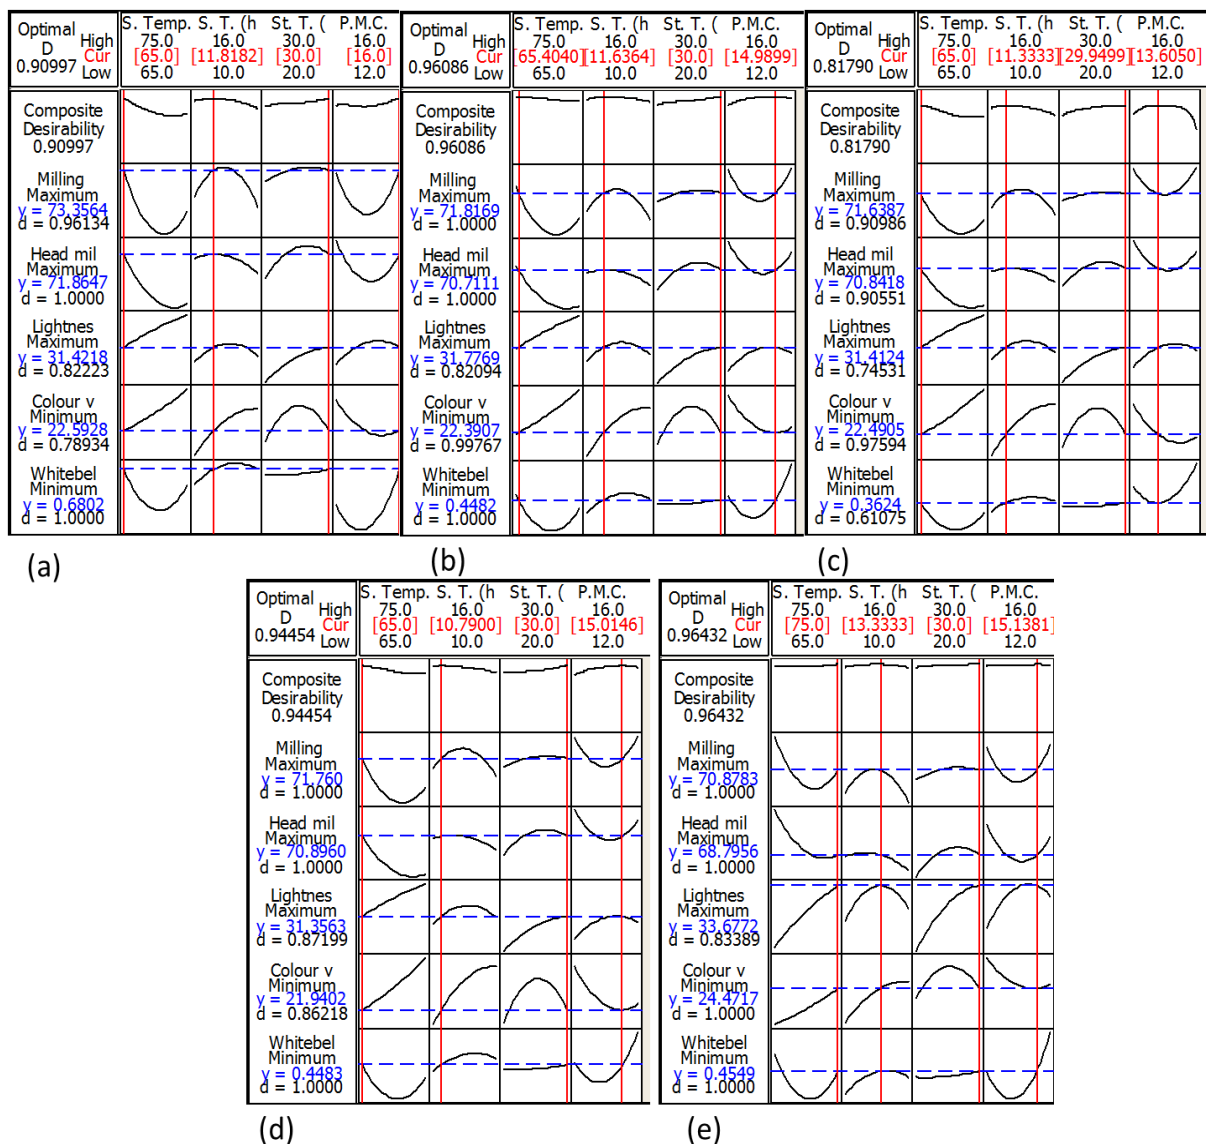 Optimal
D
0.90997
High
Cur
Low
S. Temp.
75.0
[65.0]
65.0
S. T. (h
16.0
[11.8182]
10.0
St. T. (
30.0
[30.0]
20.0
P.M.C.
16.0
[16.0]
12.0
Composite
Desirability
0.90997
Milling
Maximum
y = 73.3564
d = 0.96134
Head mil
Maximum
y = 71.8647
d = 1.0000
Lightnes
Maximum
y = 31.4218
d = 0.82223
Colour v
Minimum
y = 22.5928
d = 0.78934
Whitebel
Minimum
y = 0.6802
d = 1.0000
(a)
Optimal
D
0.96086
High
Cur
Low
S. Temp.
75.0
[65.4040]
65.0
S. T. (h
16.0
[11.6364]
10.0
St. T. (
30.0
[30.0]
20.0
P.M.C.
16.0
[14.9899]
12.0
Composite
Desirability
0.96086
Milling
Maximum
y = 71.8169
d = 1.0000
Head mil
Maximum
y = 70.7111
d = 1.0000
Lightnes
Maximum
y = 31.7769
d = 0.82094
Colour v
Minimum
y = 22.3907
d = 0.99767
Whitebel
Minimum
y = 0.4482
d = 1.0000
(b)
Optimal
D
0.81790
High
Cur
Low
S. Temp.
75.0
[65.0]
65.0
S. T. (h
16.0
[11.3333]
10.0
St. T. (
30.0
[29.9499]
20.0
P.M.C.
16.0
[13.6050]
12.0
Composite
Desirability
0.81790
Milling
Maximum
y = 71.6387
d = 0.90986
Head mil
Maximum
y = 70.8418
d = 0.90551
Lightnes
Maximum
y = 31.4124
d = 0.74531
Colour v
Minimum
y = 22.4905
d = 0.97594
Whitebel
Minimum
y = 0.3624
d = 0.61075
(c)
Optimal
D
0.94454
High
Cur
Low
S. Temp.
75.0
[65.0]
65.0
S. T. (h
16.0
[10.7900]
10.0
St. T. (
30.0
[30.0]
20.0
P.M.C.
16.0
[15.0146]
12.0
Composite
Desirability
0.94454
Milling
Maximum
y = 71.760
d = 1.0000
Head mil
Maximum
y = 70.8960
d = 1.0000
Lightnes
Maximum
y = 31.3563
d = 0.87199
Colour v
Minimum
y = 21.9402
d = 0.86218
Whitebel
Minimum
y = 0.4483
d = 1.0000
(d)
Optimal
D
0.96432
High
Cur
Low
S. Temp.
75.0
[75.0]
65.0
S. T. (h
16.0
[13.3333]
10.0
St. T. (
30.0
[30.0]
20.0
P.M.C.
16.0
[15.1381]
12.0
Composite
Desirability
0.96432
Milling
Maximum
y = 70.8783
d = 1.0000
Head mil
Maximum
y = 68.7956
d = 1.0000
Lightnes
Maximum
y = 33.6772
d = 0.83389
Colour v
Minimum
y = 24.4717
d = 1.0000
Whitebel
Minimum
y = 0.4549
d = 1.0000
(e)